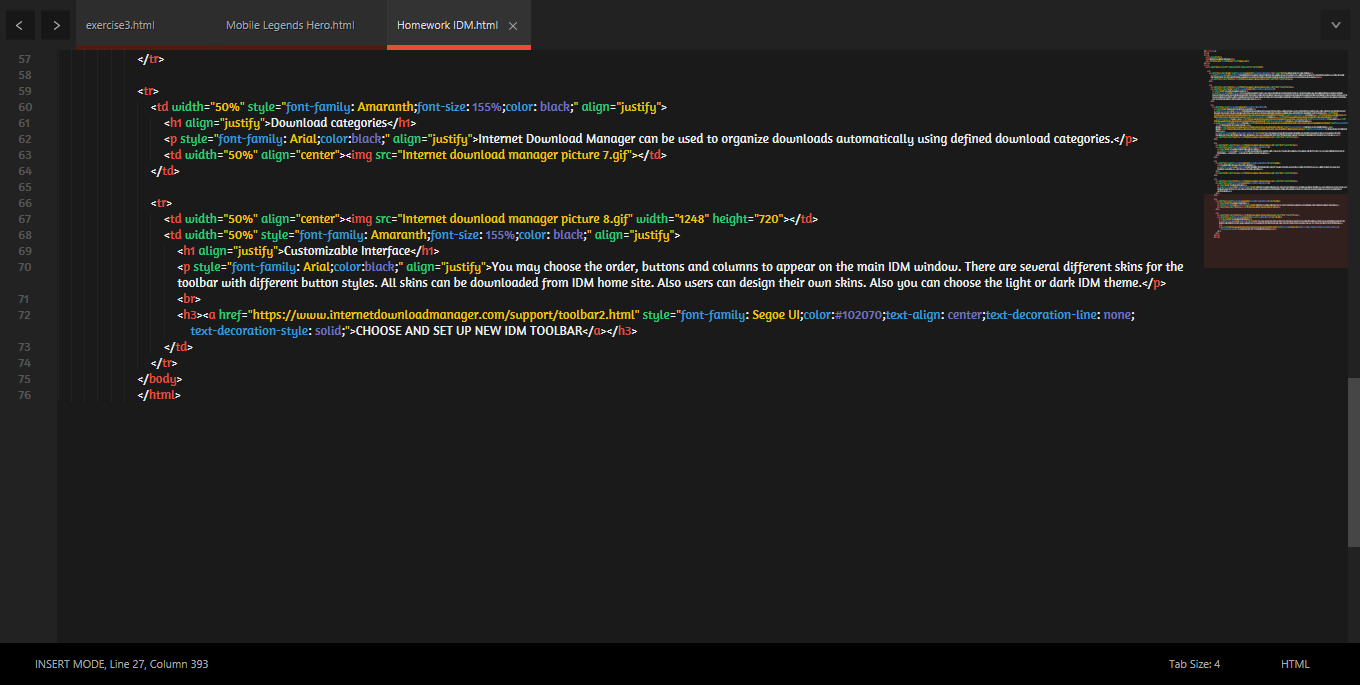 exercise3.html Mobile Legends Hero.html Homework IDM.html
57 </tr>
58
59 <tr>
60 <td width="50%" style="font-family: Amaranth;font-size: 155%;color: black;" align="justify">
61 <h1 align="justify">Download categories</h1>
62 <p style="font-family: Arial;color:black;" align="justify">Internet Download Manager can be used to organize downloads automatically using defined download categories.</p>
63 <td width="50%" align="center"><img src="Internet download manager picture 7.gif"></td>
64 </td>
65
66 <tr>
67 <td width="50%" align="center"><img src="Internet download manager picture 8.gif" width="1248" height="720"></td>
68 <td width="50%" style="font-family: Amaranth;font-size: 155%;color: black;" align="justify">
69 <h1 align="justify">Customizable Interface</h1>
70 <p style="font-family: Arial;color:black;" align="justify">You may choose the order, buttons and columns to appear on the main IDM window. There are several different skins for the
toolbar with different button styles. All skins can be downloaded from IDM home site. Also users can design their own skins. Also you can choose the light or dark IDM theme.</p>
71 <br>
72 <h3><a href="https://www.internetdownloadmanager.com/support/toolbar2.html" style="font-family: Segoe UI;color:#102070;text-align: center;text-decoration-line: none;
text-decoration-style: solid;">CHOOSE AND SET UP NEW IDM TOOLBAR</a></h3>
73 </td>
74 </tr>
75 </body>
76 </html>
INSERT MODE, Line 27, Column 393 Tab Size: 4 HTML